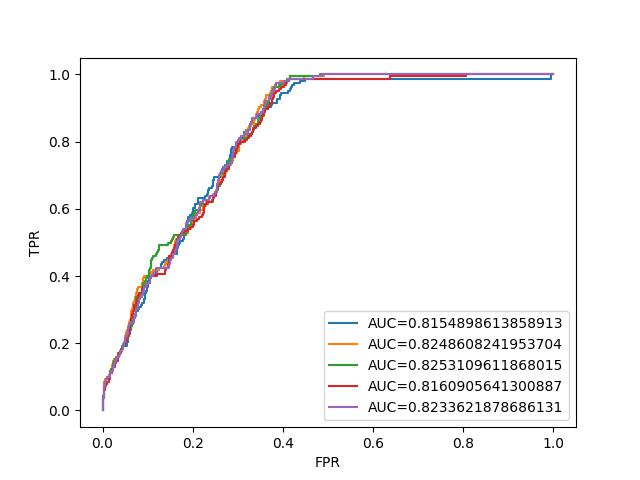 1.0
0.8
0.6
0.4
0.2
0.0
TPR
AUC=0.8154898613858913
AUC=0.8248608241953704
AUC=0.8253109611868015
AUC=0.8160905641300887
AUC=0.8233621878686131
0.0 0.2 0.4 0.6 0.8 1.0
FPR